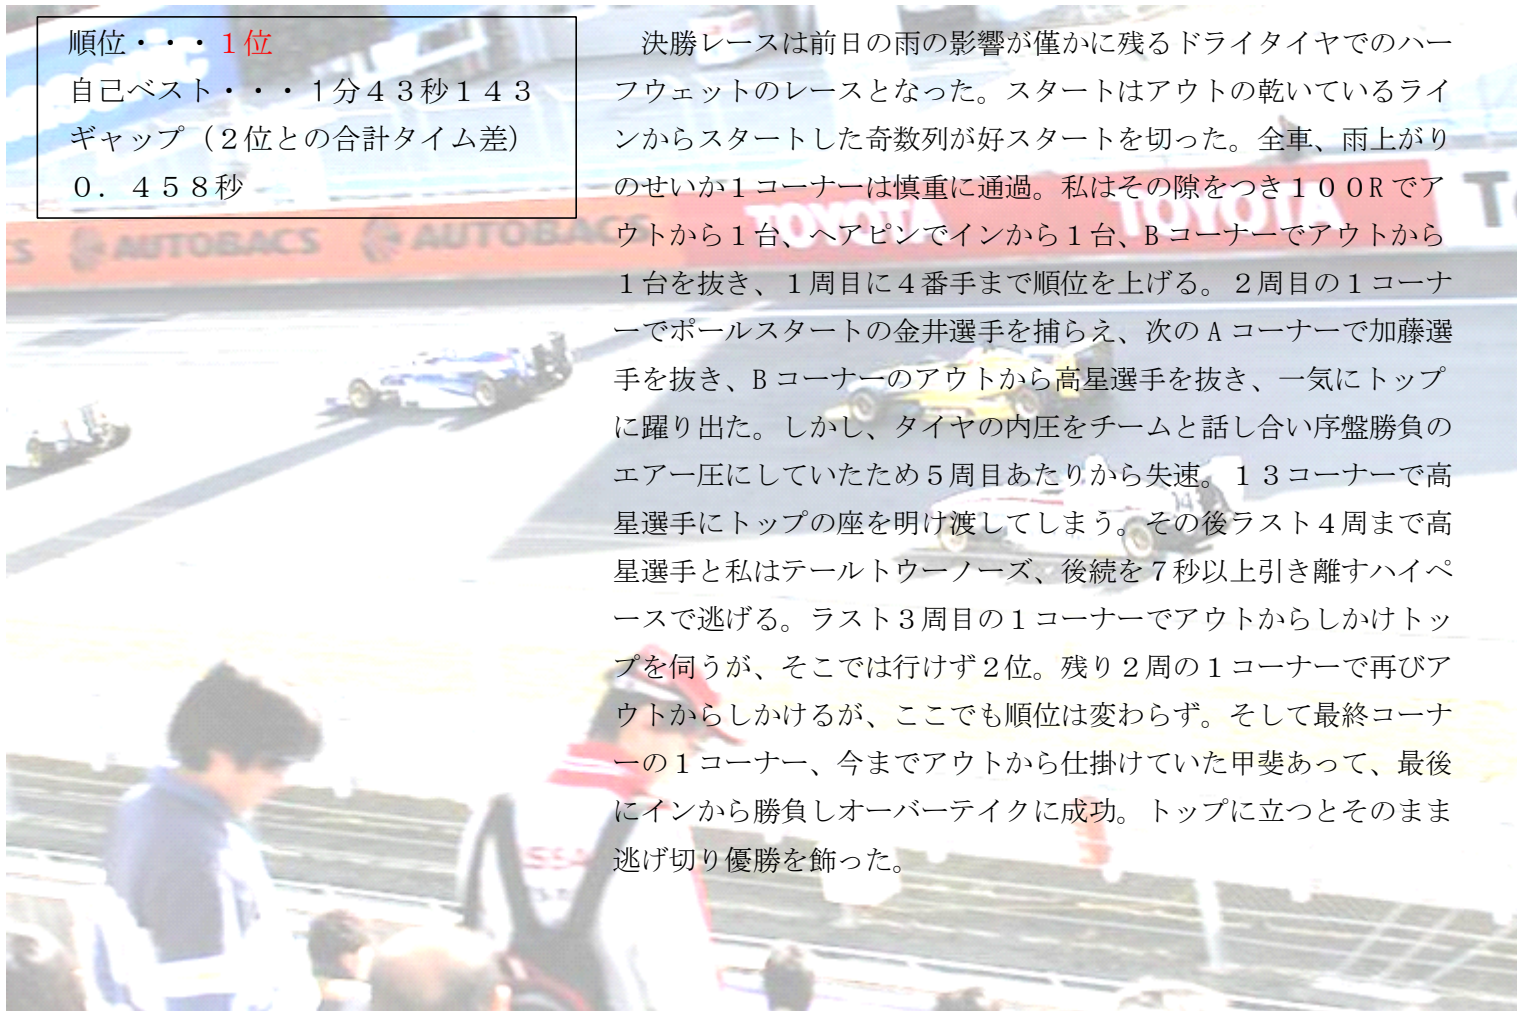 順位・・・１位
自己ベスト・・・１分４３秒１４３
ギャップ（２位との合計タイム差）
０．４５８秒
決勝レースは前日の雨の影響が僅かに残るドライタイヤでのハー
フウェットのレースとなった。スタートはアウトの乾いているライ
ンからスタートした奇数列が好スタートを切った。全車、雨上がり
のせいか１コーナーは慎重に通過。私はその隙をつき１００Rでア
ウトから１台、ヘアピンでインから１台、Bコーナーでアウトから
１台を抜き、１周目に４番手まで順位を上げる。２周目の１コーナ
ーでポールスタートの金井選手を捕らえ、次のAコーナーで加藤選
手を抜き、Bコーナーのアウトから高星選手を抜き、一気にトップ
に躍り出た。しかし、タイヤの内圧をチームと話し合い序盤勝負の
エアー圧にしていたため５周目あたりから失速。１３コーナーで高
星選手にトップの座を明け渡してしまう。その後ラスト４周まで高
星選手と私はテールトウーノーズ、後続を７秒以上引き離すハイペ
ースで逃げる。ラスト３周目の１コーナーでアウトからしかけトッ
プを伺うが、そこでは行けず２位。残り２周の１コーナーで再びア
ウトからしかけるが、ここでも順位は変わらず。そして最終コーナ
ーの１コーナー、今までアウトから仕掛けていた甲斐あって、最後
にインから勝負しオーバーテイクに成功。トップに立つとそのまま
逃げ切り優勝を飾った。
AUTOBACS
AUTOBACS
TOYOTA
TOYOTA